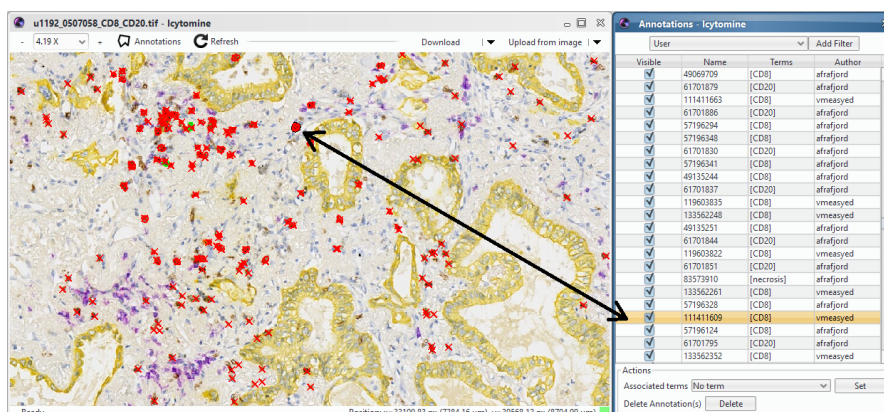 u1192_0507058_CD8_CD20.tif - Icytomine
- 4.19 X + Annotations Refresh Download Upload from image
Annotations - Icytomine
User Add Filter
Visible Name Terms Author
49069709 [CD8] afrafjord
61701879 [CD20] afrafjord
111411663 [CD8] vmeasyed
61701886 [CD20] afrafjord
57196294 [CD8] afrafjord
57196348 [CD8] afrafjord
61701830 [CD20] afrafjord
57196341 [CD8] afrafjord
49135244 [CD8] afrafjord
61701837 [CD20] afrafjord
119603835 [CD8] vmeasyed
133562248 [CD8] vmeasyed
49135251 [CD8] afrafjord
61701844 [CD20] afrafjord
119603822 [CD8] vmeasyed
61701851 [CD20] afrafjord
83573910 [necrosis] afrafjord
133562261 [CD8] vmeasyed
57196328 [CD8] afrafjord
111411609 [CD8] vmeasyed
57196124 [CD8] afrafjord
61701795 [CD20] afrafjord
133562352 [CD8] vmeasyed
Actions
Associated terms No term Set
Delete Annotation(s) Delete